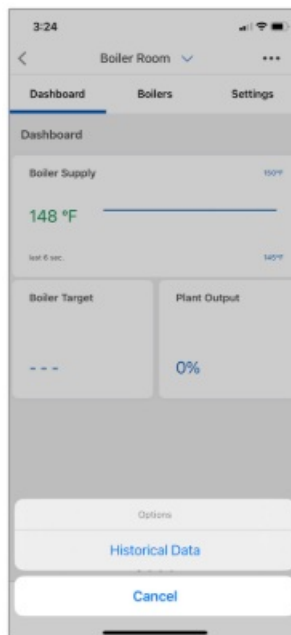 3:24
Boiler Room
Dashboard Boilers Settings
Dashboard
Boiler Supply 150°F
148 °F
last 6 sec. 145°F
Boiler Target Plant Output
- - - 0%
Options
Historical Data
Cancel